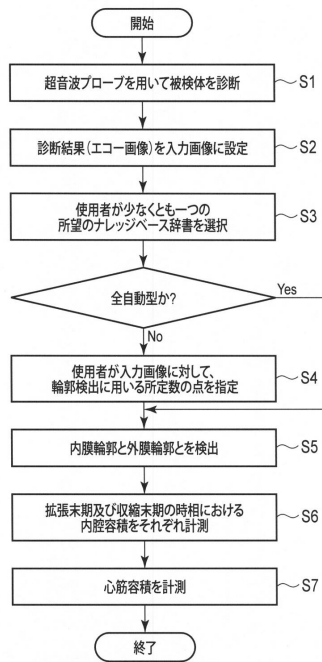 開始
超音波プローブを用いて被検体を診断
S1
診断結果(エコー画像)を入力画像に設定
S2
使用者が少なくとも一つの
所望のナレッジベース辞書を選択
S3
全自動型か?
Yes
No
使用者が入力画像に対して、
輪郭検出に用いる所定数の点を指定
S4
内膜輪郭と外膜輪郭とを検出
S5
拡張末期及び収縮末期の時相における
内腔容積をそれぞれ計測
S6
心筋容積を計測
S7
終了